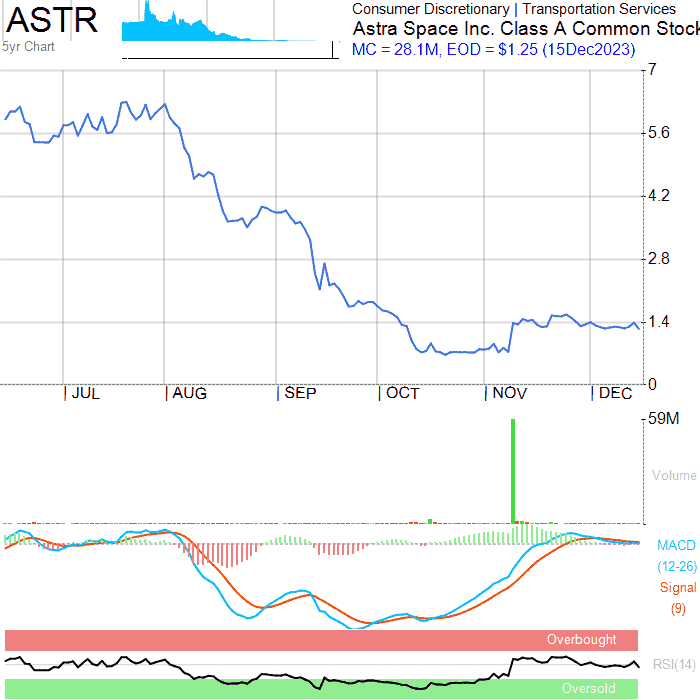 ASTR
5yr Chart
Consumer Discretionary | Transportation Services
Astra Space Inc. Class A Common Stock
MC = 28.1M, EOD = $1.25 (15Dec2023)
7
5.6
4.2
2.8
1.4
0
JUL
AUG
SEP
OCT
NOV
DEC
59M
Volume
MACD
(12-26)
Signal
(9)
Overbought
RSI(14)
Oversold